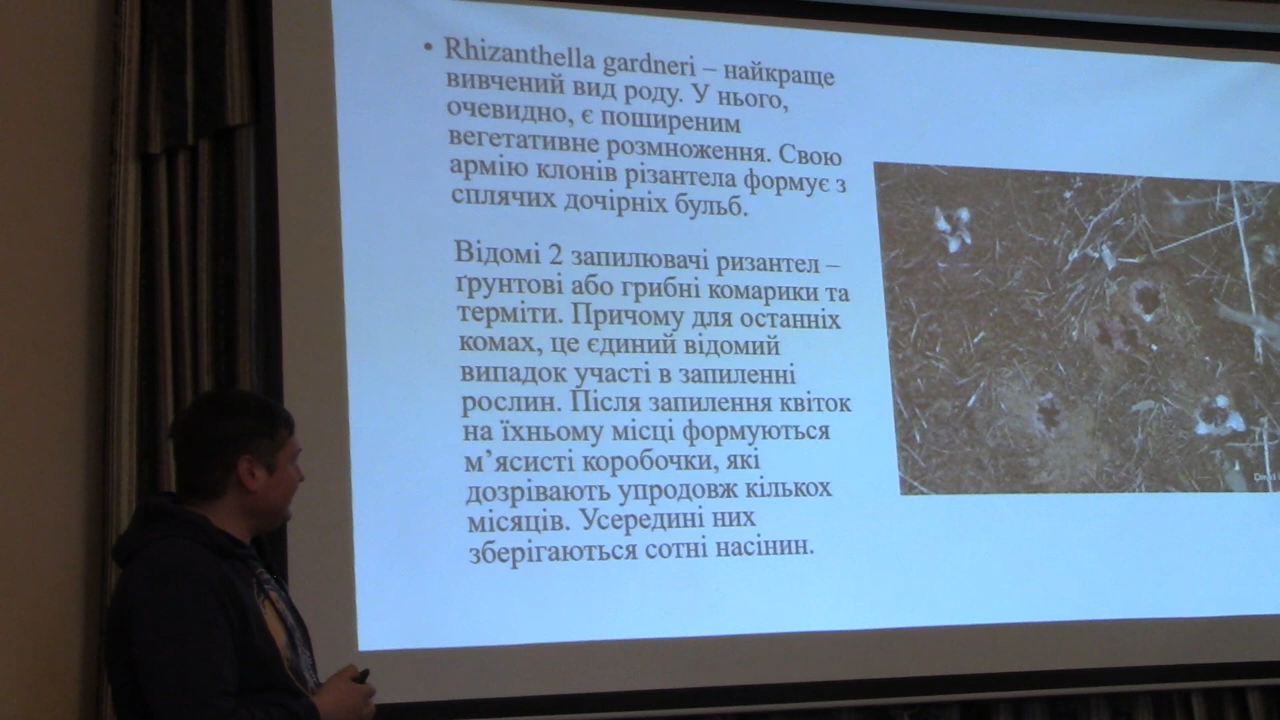 • Rhizanthella gardneri – найкраще
вивчений вид роду. У нього,
очевидно, є поширеним
вегетативне розмноження. Свою
армію клонів різантела формує з
сплячих дочірніх бульб.
Відомі 2 запилювачі ризантел –
ґрунтові або грибні комарики та
терміти. Причому для останніх
комах, це єдиний відомий
випадок участі в запиленні
рослин. Після запилення квіток
на їхньому місці формуються
м’ясисті коробочки, які
дозрівають упродовж кількох
місяців. Усередині них
зберігаються сотні насінин.